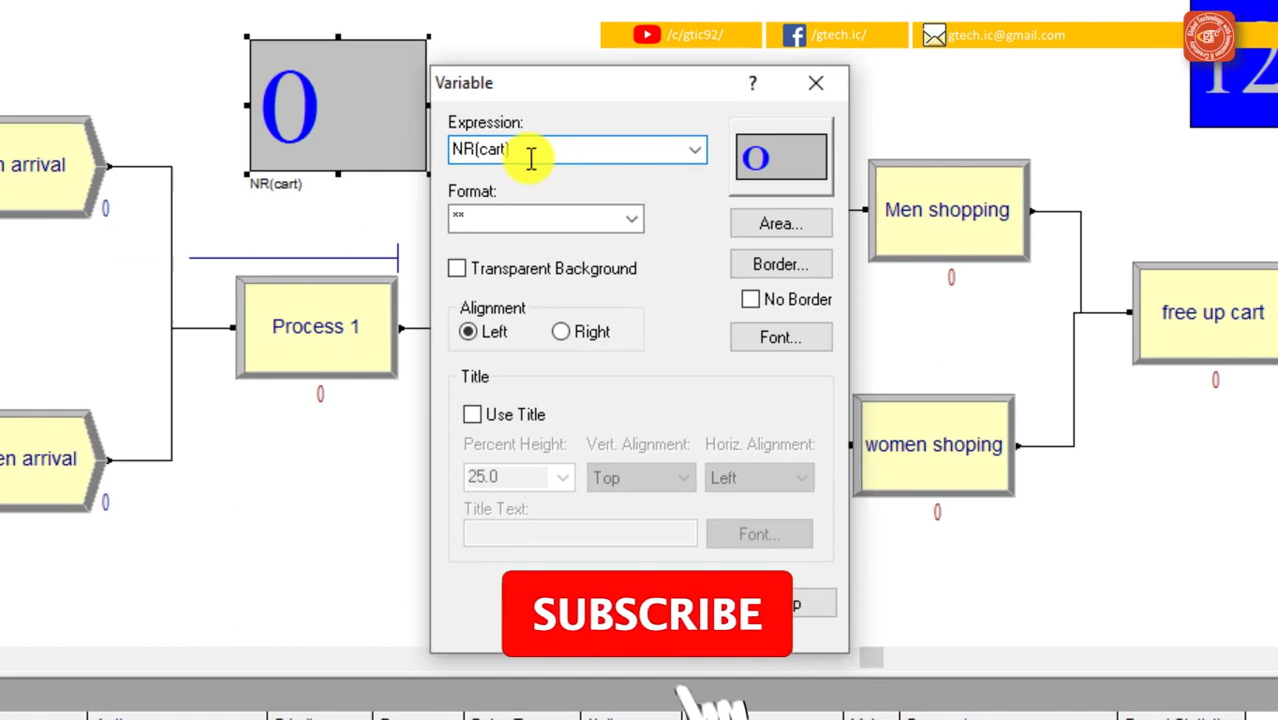 /c/gtic92/
/gtech.ic/
gtech.ic@gmail.com
GTC
12
0
NR(cart)
Variable
?
Expression:
NR(cart)
0
Format:
**
Area...
Border...
Transparent Background
No Border
Alignment
Left
Right
Font...
Title
Use Title
Percent Height:
Vert. Alignment:
Horiz. Alignment:
25.0
Top
Left
Title Text:
Font...
SUBSCRIBE
n arrival
0
Process 1
0
en arrival
0
Men shopping
0
women shoping
0
free up cart
0